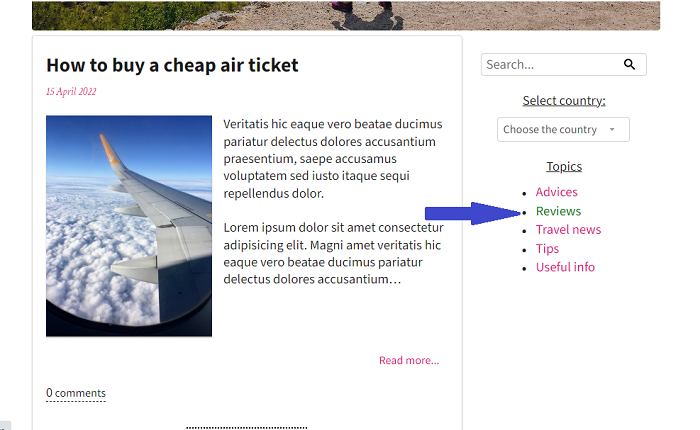 How to buy a cheap air ticket
15 April 2022
Veritatis hic eaque vero beatae ducimus
pariatur delectus dolores accusantium
praesentium, saepe accusamus
voluptatem sed iusto itaque sequi
repellendus dolor.
Lorem ipsum dolor sit amet consectetur
adipisicing elit. Magni amet veritatis hic
eaque vero beatae ducimus pariatur
delectus dolores accusantium…
Read more...
0 comments
Search...
Select country:
Choose the country
Topics
Advices
Reviews
Travel news
Tips
Useful info